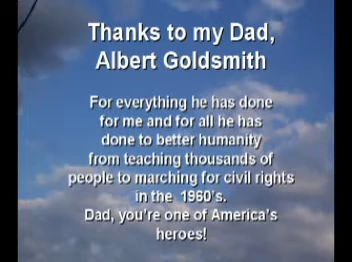 Thanks to my Dad,
Albert Goldsmith
For everything he has done
for me and for all he has
done to better humanity
from teaching thousands of
people to marching for civil rights
in the 1960's.
Dad, you're one of America's
heroes!